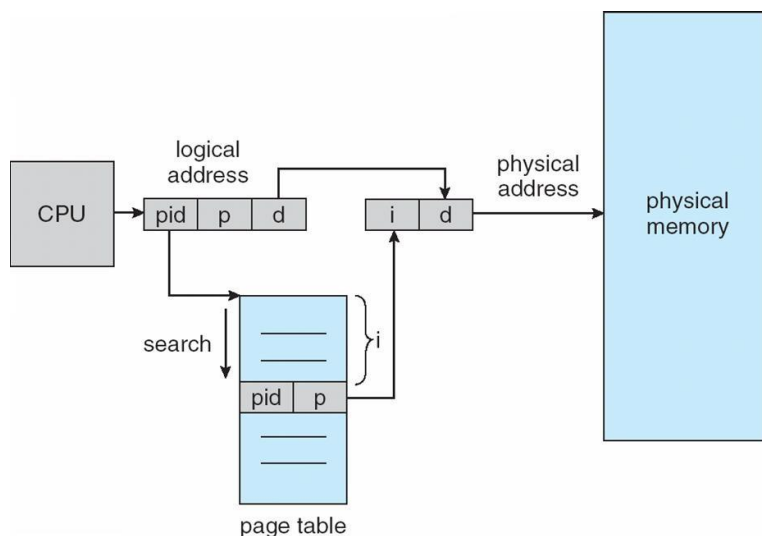 logical
address
physical
address
CPU
pid
p
d
i
d
physical
memory
search
i
pid
p
page table